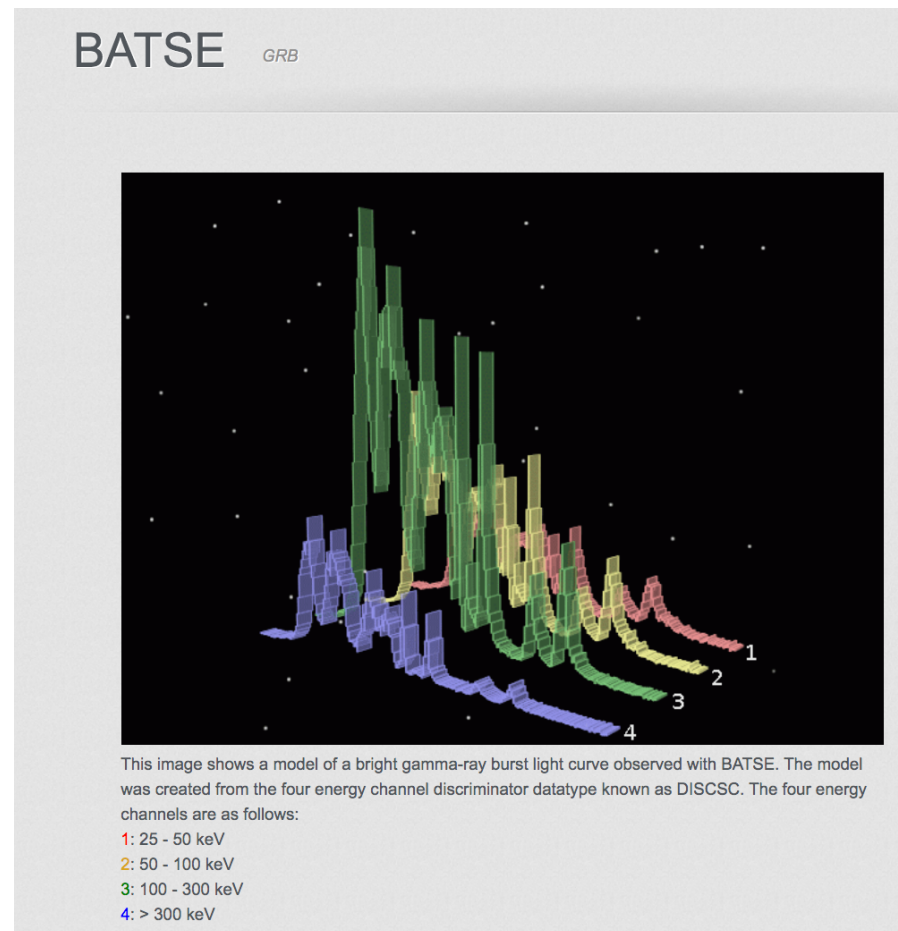 BATSE GRB
1
2
3
4
This image shows a model of a bright gamma-ray burst light curve observed with BATSE. The model
was created from the four energy channel discriminator datatype known as DISCSC. The four energy
channels are as follows:
1: 25 - 50 keV
2: 50 - 100 keV
3: 100 - 300 keV
4: > 300 keV